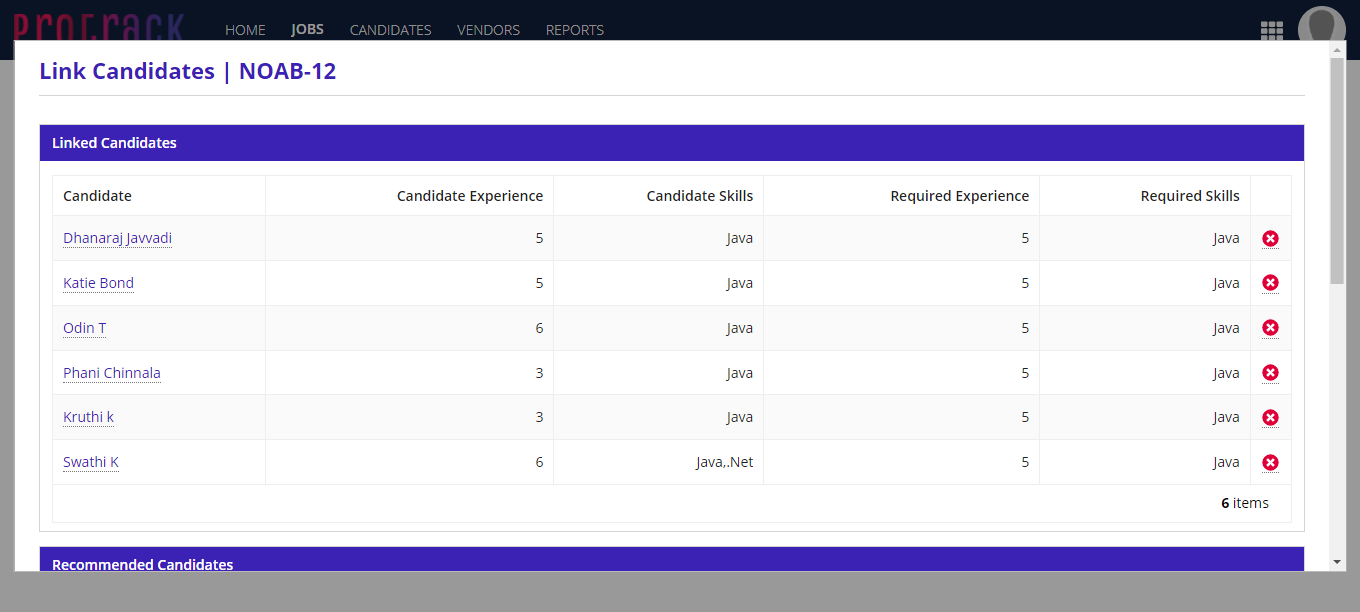 ProTrack
HOME JOBS CANDIDATES VENDORS REPORTS
Link Candidates | NOAB-12
Linked Candidates
Candidate Candidate Experience Candidate Skills Required Experience Required Skills
Dhanaraj Javvadi 5 Java 5 Java
Katie Bond 5 Java 5 Java
Odin T 6 Java 5 Java
Phani Chinnala 3 Java 5 Java
Kruthi k 3 Java 5 Java
Swathi K 6 Java,.Net 5 Java
6 items
Recommended Candidates